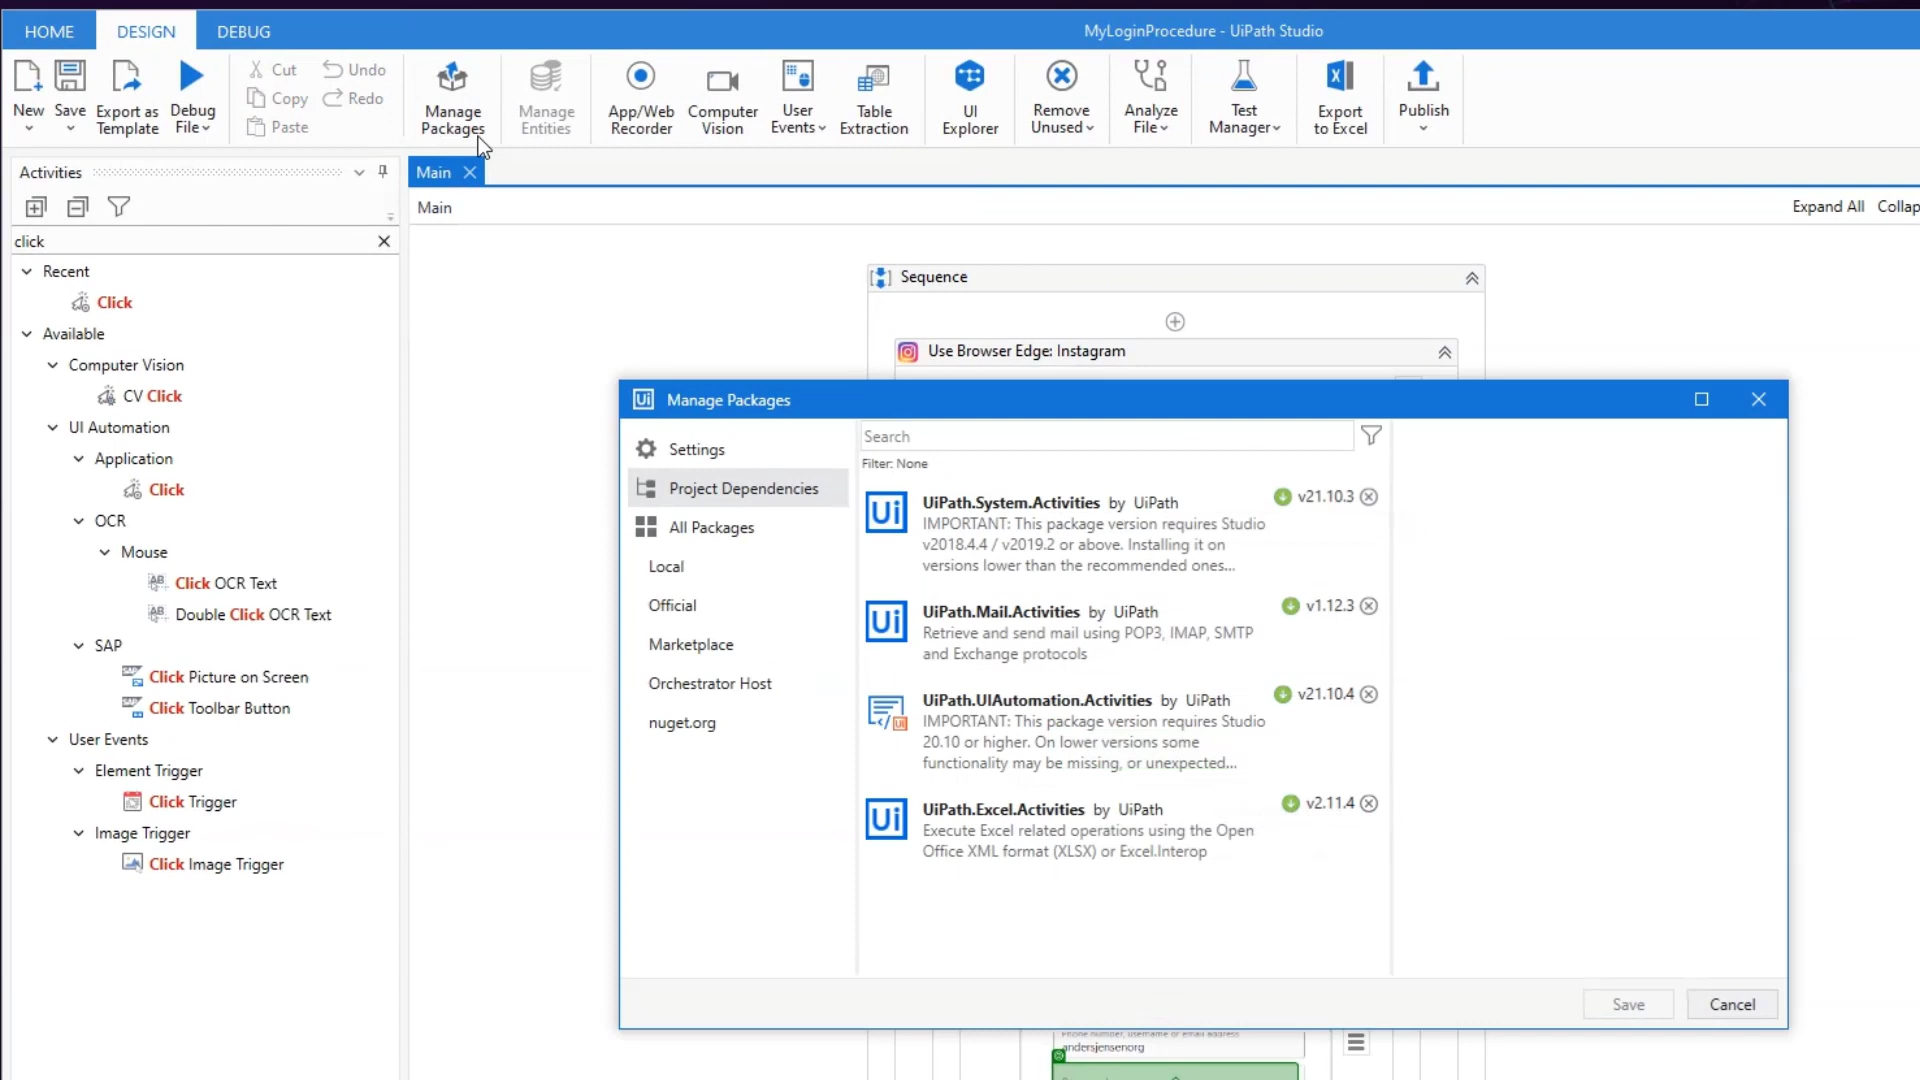 HOME DESIGN DEBUG
MyLoginProcedure - UiPath Studio
New
Save
Export as
Template
Debug
File
Cut
Copy
Paste
Undo
Redo
Manage
Packages
Manage
Entities
App/Web
Recorder
Computer
Vision
User
Events
Table
Extraction
UI
Explorer
Remove
Unused
Analyze
File
Test
Manager
Export
to Excel
Publish
Activities
click
Recent
Click
Available
Computer Vision
CV Click
UI Automation
Application
Click
OCR
Mouse
Click OCR Text
Double Click OCR Text
SAP
Click Picture on Screen
Click Toolbar Button
User Events
Element Trigger
Click Trigger
Image Trigger
Click Image Trigger
Main
Main
Expand All Collap
Sequence
Use Browser Edge: Instagram
Ui Manage Packages
Settings
Project Dependencies
All Packages
Local
Official
Marketplace
Orchestrator Host
nuget.org
Search
Filter: None
Ui
UiPath.System.Activities by UiPath v21.10.3
IMPORTANT: This package version requires Studio
v2018.4.4 / v2019.2 or above. Installing it on
versions lower than the recommended ones...
Ui
UiPath.Mail.Activities by UiPath v1.12.3
Retrieve and send mail using POP3, IMAP, SMTP
and Exchange protocols
UiPath.UIAutomation.Activities by UiPath v21.10.4
IMPORTANT: This package version requires Studio
20.10 or higher. On lower versions some
functionality may be missing, or unexpected...
Ui
UiPath.Excel.Activities by UiPath v2.11.4
Execute Excel related operations using the Open
Office XML format (XLSX) or Excel.Interop
Save Cancel
Phone number, username or email address
andersjensenorg